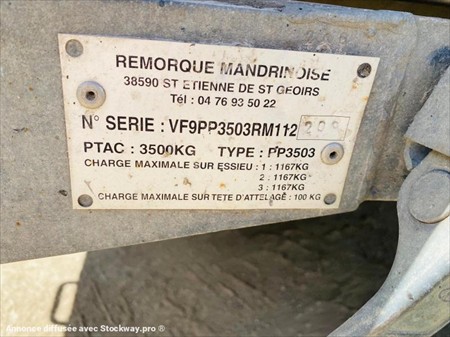 REMORQUE MANDRINOISE
38590 ST ETIENNE DE ST GEOIRS
Tél : 04 76 93 50 22
N° SERIE : VF9PP3503RM112
PTAC : 3500KG TYPE : PP3503
CHARGE MAXIMALE SUR ESSIEU : 1 : 1167KG
2 : 1167KG
3 : 1167KG
CHARGE MAXIMALE SUR TETE D'ATTELAGE : 100 KG
Annonce diffusée avec Stockway.pro ®